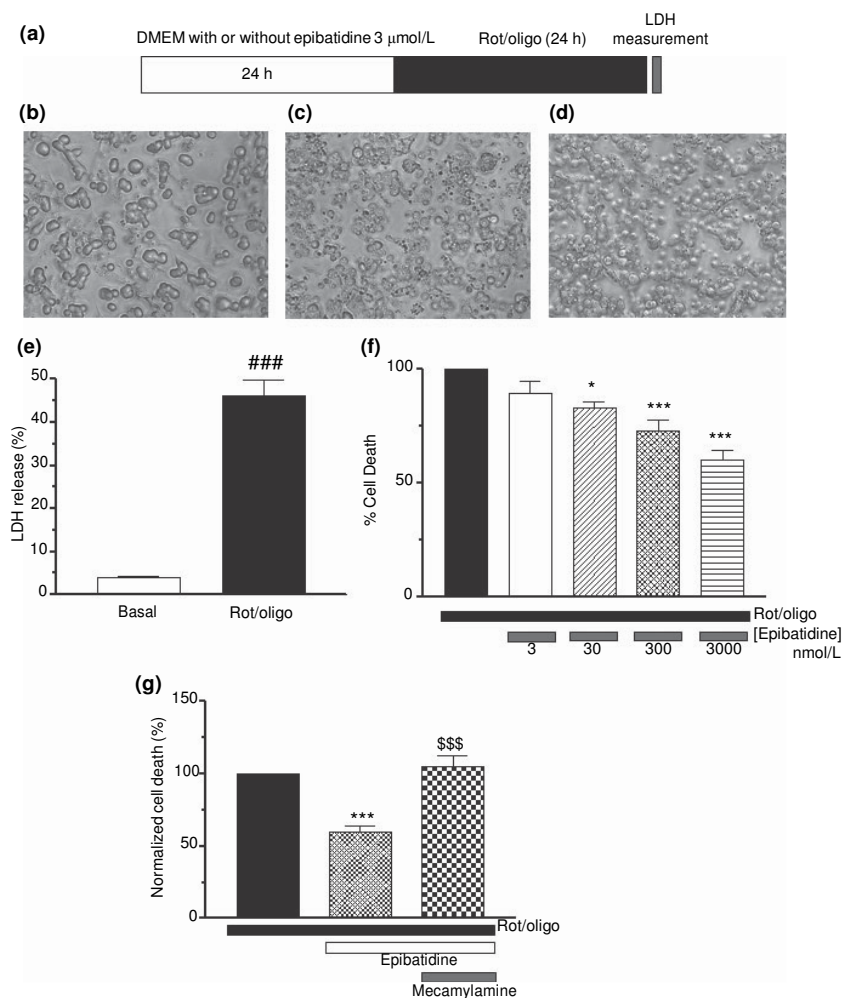 (a)
LDH
measurement
DMEM with or without epibatidine 3 μmol/L
Rot/oligo (24 h)
24 h
(b)
(c)
(d)
(e)
###
50
45
40
30
20
10
5
0
LDH release (%)
Basal
Rot/oligo
(f)
100
50
0
% Cell Death
*
***
***
Rot/oligo
[Epibatidine]
3
30
300
3000
nmol/L
(g)
150
100
50
0
Normalized cell death (%)
***
$$$
Rot/oligo
Epibatidine
Mecamylamine